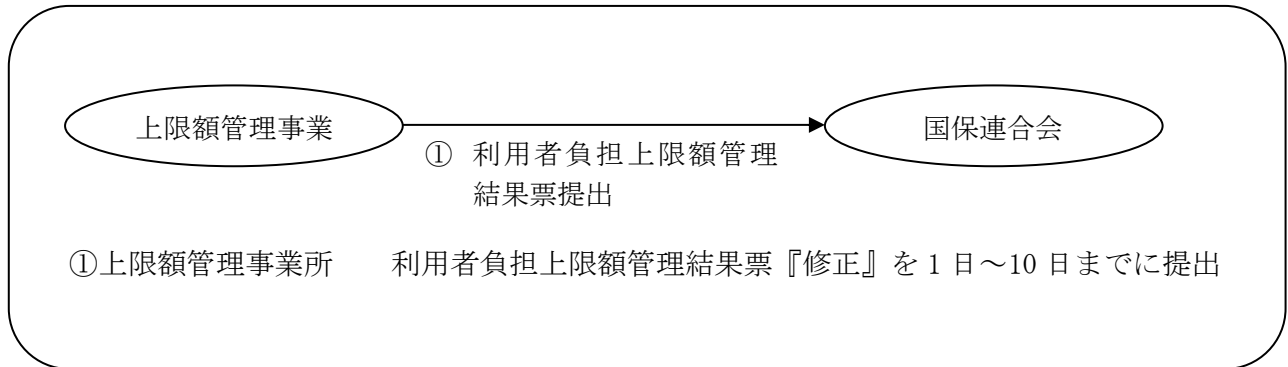 上限額管理事業
国保連合会
① 利用者負担上限額管理
結果票提出
①上限額管理事業所　　利用者負担上限額管理結果票『修正』を1日～10日までに提出